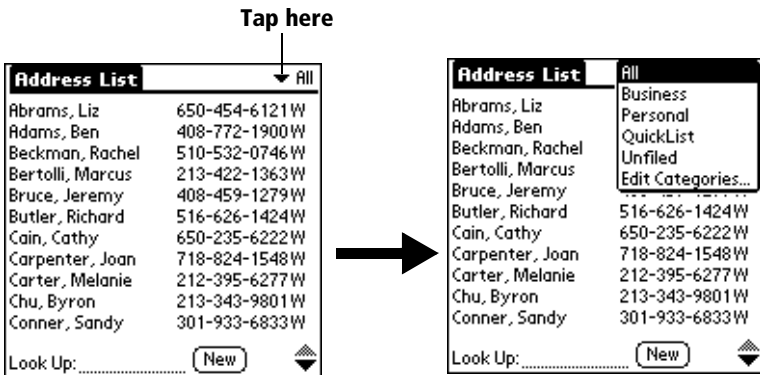 Tap here
Address List All
Abrams, Liz 650-454-6121W
Adams, Ben 408-772-1900W
Beckman, Rachel 510-532-0746W
Bertolli, Marcus 213-422-1363W
Bruce, Jeremy 408-459-1279W
Butler, Richard 516-626-1424W
Cain, Cathy 650-235-6222W
Carpenter, Joan 718-824-1548W
Carter, Melanie 212-395-6277W
Chu, Byron 213-343-9801W
Conner, Sandy 301-933-6833W
Look Up: New
Address List
All
Business
Personal
QuickList
Unfiled
Edit Categories...
Abrams, Liz
Adams, Ben
Beckman, Rachel
Bertolli, Marcus
Bruce, Jeremy
Butler, Richard 516-626-1424W
Cain, Cathy 650-235-6222W
Carpenter, Joan 718-824-1548W
Carter, Melanie 212-395-6277W
Chu, Byron 213-343-9801W
Conner, Sandy 301-933-6833W
Look Up: New